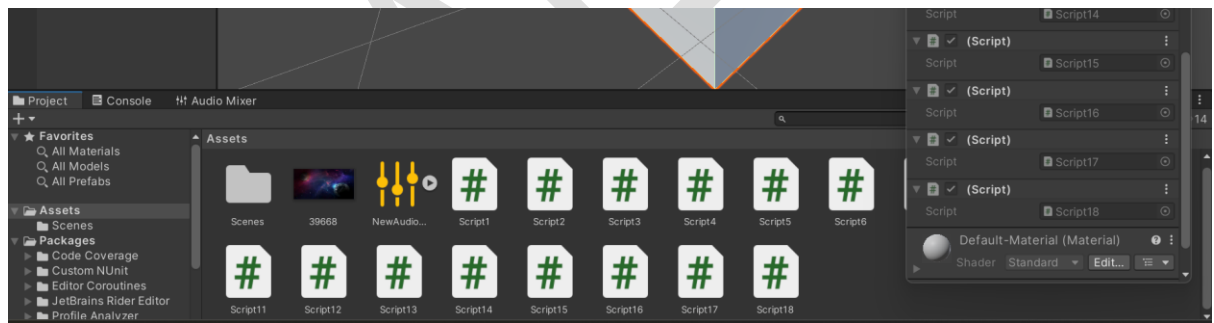 Script Script14
(Script)
Script Script15
(Script)
Script Script16
(Script)
Script Script17
(Script)
Script Script18
Default-Material (Material)
Shader Standard Edit...
Project Console Audio Mixer
14
Favorites
All Materials
All Models
All Prefabs
Assets
Scenes
Packages
Code Coverage
Custom NUnit
Editor Coroutines
JetBrains Rider Editor
Profile Analyzer
Assets
Scenes 39668 NewAudio... Script1 Script2 Script3 Script4 Script5 Script6
Script11 Script12 Script13 Script14 Script15 Script16 Script17 Script18